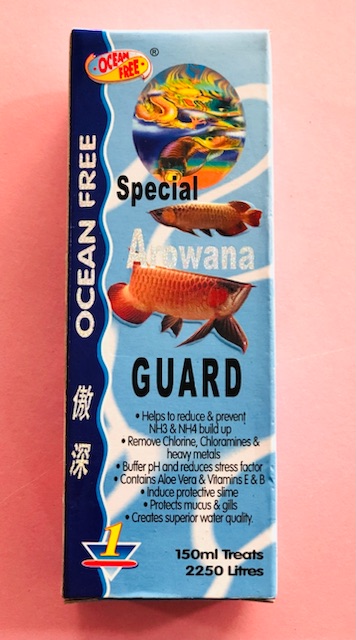 OCEAN
FREE
®
Special
Arowana
GUARD
• Helps to reduce & prevent
NH3 & NH4 build up
• Remove Chlorine, Chloramines &
heavy metals
• Buffer pH and reduces stress factor
• Contains Aloe Vera & Vitamins E & B
• Induce protective slime
• Protects mucus & gills
• Creates superior water quality.
150ml Treats
2250 Litres
OCEAN FREE
傲深
1